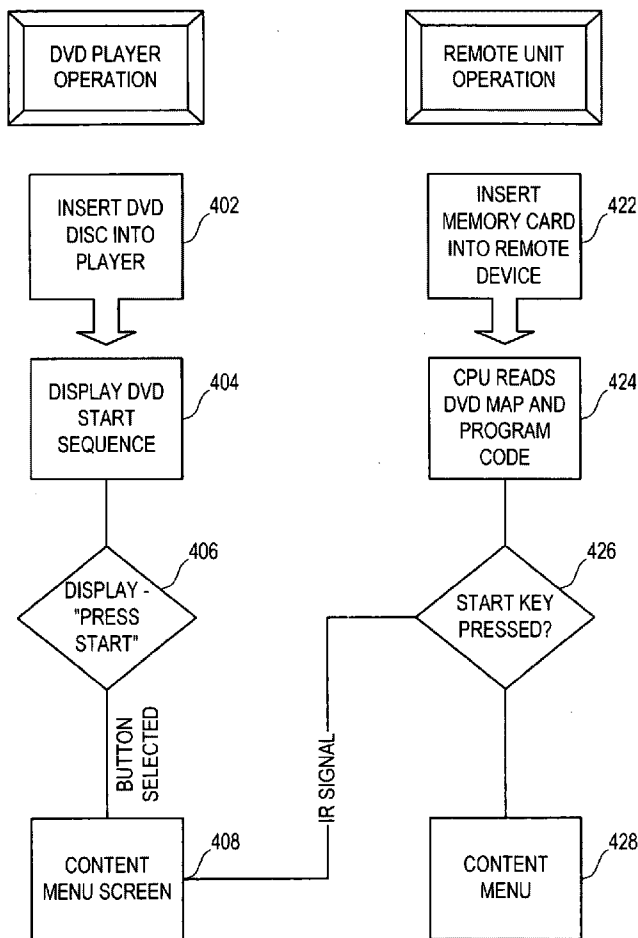 DVD PLAYER
OPERATION
REMOTE UNIT
OPERATION
INSERT DVD
DISC INTO
PLAYER
402
INSERT
MEMORY CARD
INTO REMOTE
DEVICE
422
DISPLAY DVD
START
SEQUENCE
404
CPU READS
DVD MAP AND
PROGRAM
CODE
424
DISPLAY -
"PRESS
START"
406
START KEY
PRESSED?
426
BUTTON
SELECTED
IR SIGNAL
CONTENT
MENU SCREEN
408
CONTENT
MENU
428